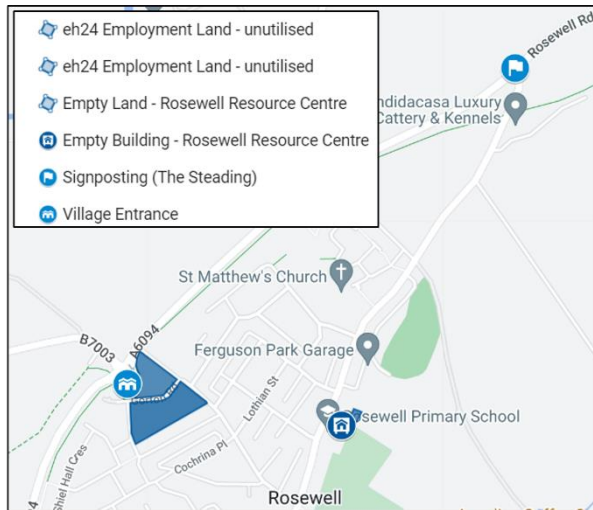 eh24 Employment Land - unutilised
eh24 Employment Land - unutilised
Empty Land - Rosewell Resource Centre
Empty Building - Rosewell Resource Centre
Signposting (The Steading)
Village Entrance
Rosewell Rd
ndidacasa Luxury
Cattery & Kennels
St Matthew's Church
B7003
A6094
Ferguson Park Garage
Lothian St
osewell Primary School
Cochrina Pl
Shiel Hall Cres
Rosewell